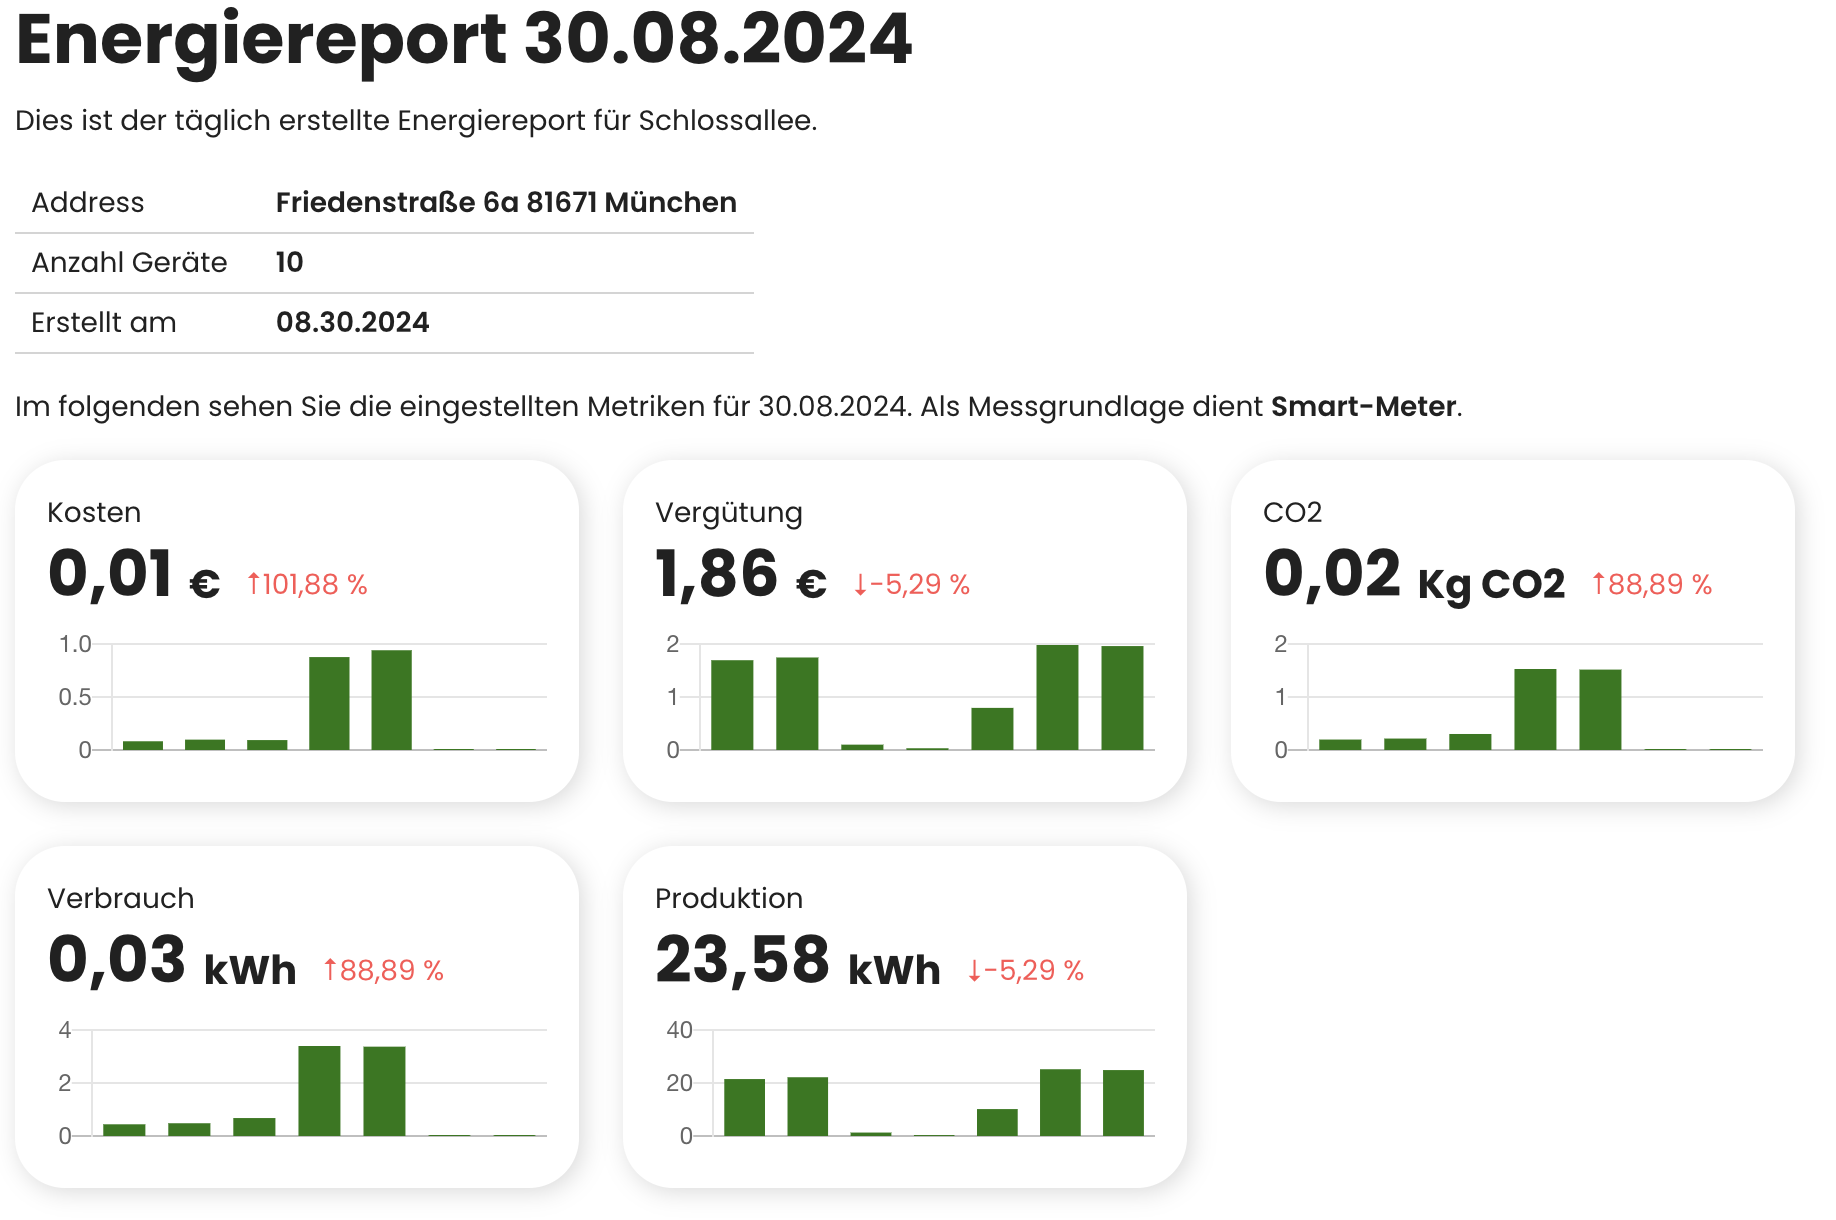 Energiereport 30.08.2024
Dies ist der täglich erstellte Energiereport für Schlossallee.
Address Friedenstraße 6a 81671 München
Anzahl Geräte 10
Erstellt am 08.30.2024
Im folgenden sehen Sie die eingestellten Metriken für 30.08.2024. Als Messgrundlage dient Smart-Meter.
Kosten
0,01 € ↑101,88 %
1.0
0.5
0
Vergütung
1,86 € ↓-5,29 %
2
1
0
CO2
0,02 Kg CO2 ↑88,89 %
2
1
0
Verbrauch
0,03 kWh ↑88,89 %
4
2
0
Produktion
23,58 kWh ↓-5,29 %
40
20
0